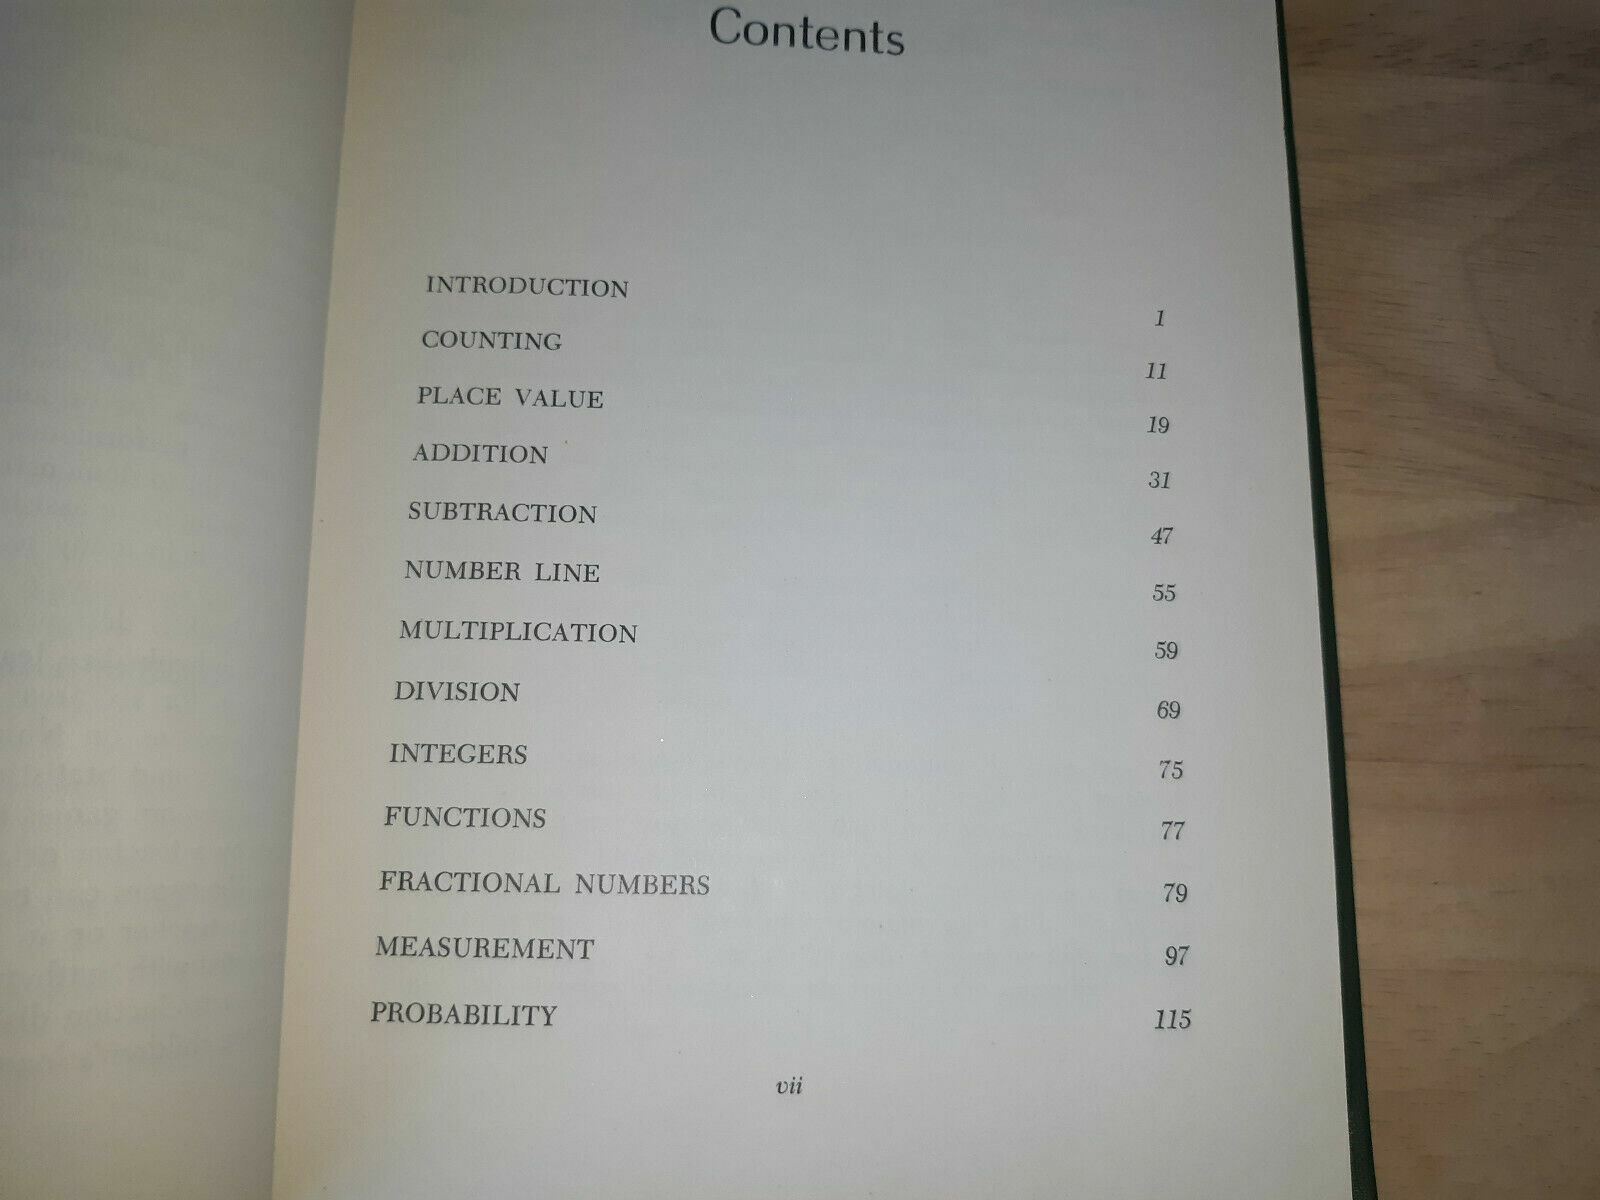 Contents
INTRODUCTION 1
COUNTING 11
PLACE VALUE 19
ADDITION 31
SUBTRACTION 47
NUMBER LINE 55
MULTIPLICATION 59
DIVISION 69
INTEGERS 75
FUNCTIONS 77
FRACTIONAL NUMBERS 79
MEASUREMENT 97
PROBABILITY 115
vii